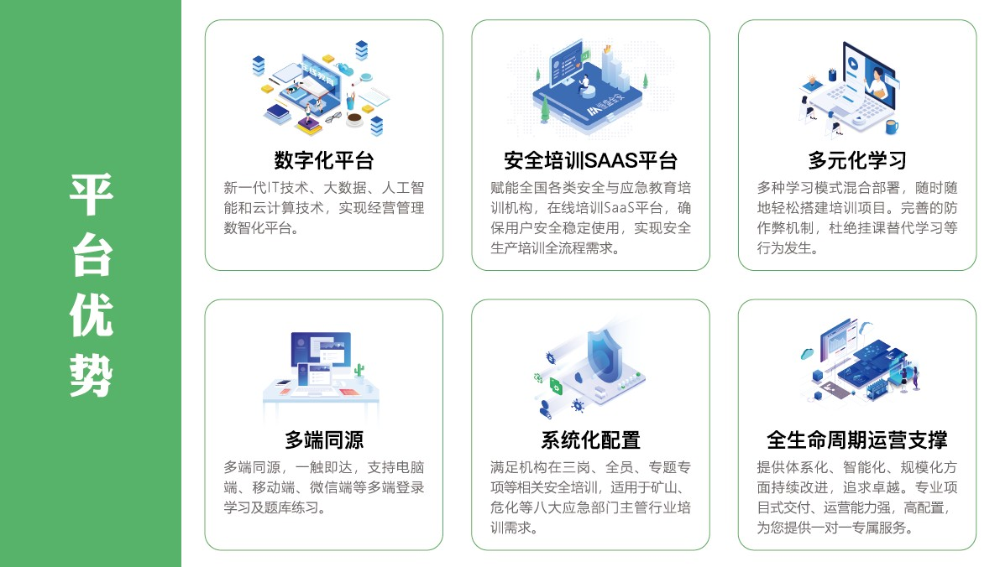 平台优势
在线教育
数字化平台
新一代IT技术、大数据、人工智
能和云计算技术，实现经营管理
数智化平台。
恒盛全安
安全培训SAAS平台
赋能全国各类安全与应急教育培
训机构，在线培训SaaS平台，确
保用户安全稳定使用，实现安全
生产培训全流程需求。
多元化学习
多种学习模式混合部署，随时随
地轻松搭建培训项目。完善的防
作弊机制，杜绝挂课替代学习等
行为发生。
多端同源
多端同源，一触即达，支持电脑
端、移动端、微信端等多端登录
学习及题库练习。
系统化配置
满足机构在三岗、全员、专题专
项等相关安全培训，适用于矿山、
危化等八大应急部门主管行业培
训需求。
全生命周期运营支撑
提供体系化、智能化、规模化方
面持续改进，追求卓越。专业项
目式交付、运营能力强，高配置，
为您提供一对一专属服务。